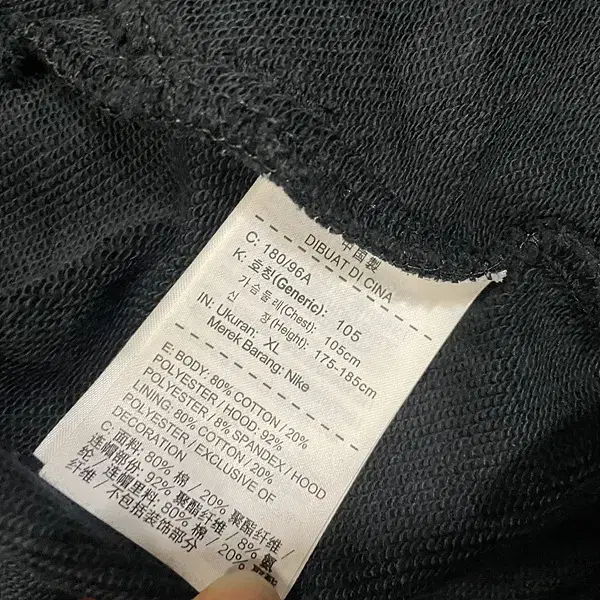 中国製
DIBUAT DI CINA
C: 180/96A
K: 호칭(Generic): 105
가슴둘레(Chest): 105cm
신 장(Height): 175-185cm
IN: Ukuran: XL
Merek Barang: Nike
E: BODY: 80% COTTON / 20%
POLYESTER / HOOD: 92%
POLYESTER / 8% SPANDEX / HOOD
LINING: 80% COTTON / 20%
POLYESTER / EXCLUSIVE OF
DECORATION
C: 面料: 80% 棉 / 20% 聚酯纤维 /
连帽部份: 92% 聚酯纤维 / 8% 氨
纶 / 连帽里料: 80% 棉 / 20% 聚酯
纤维 / 不包括装饰部分